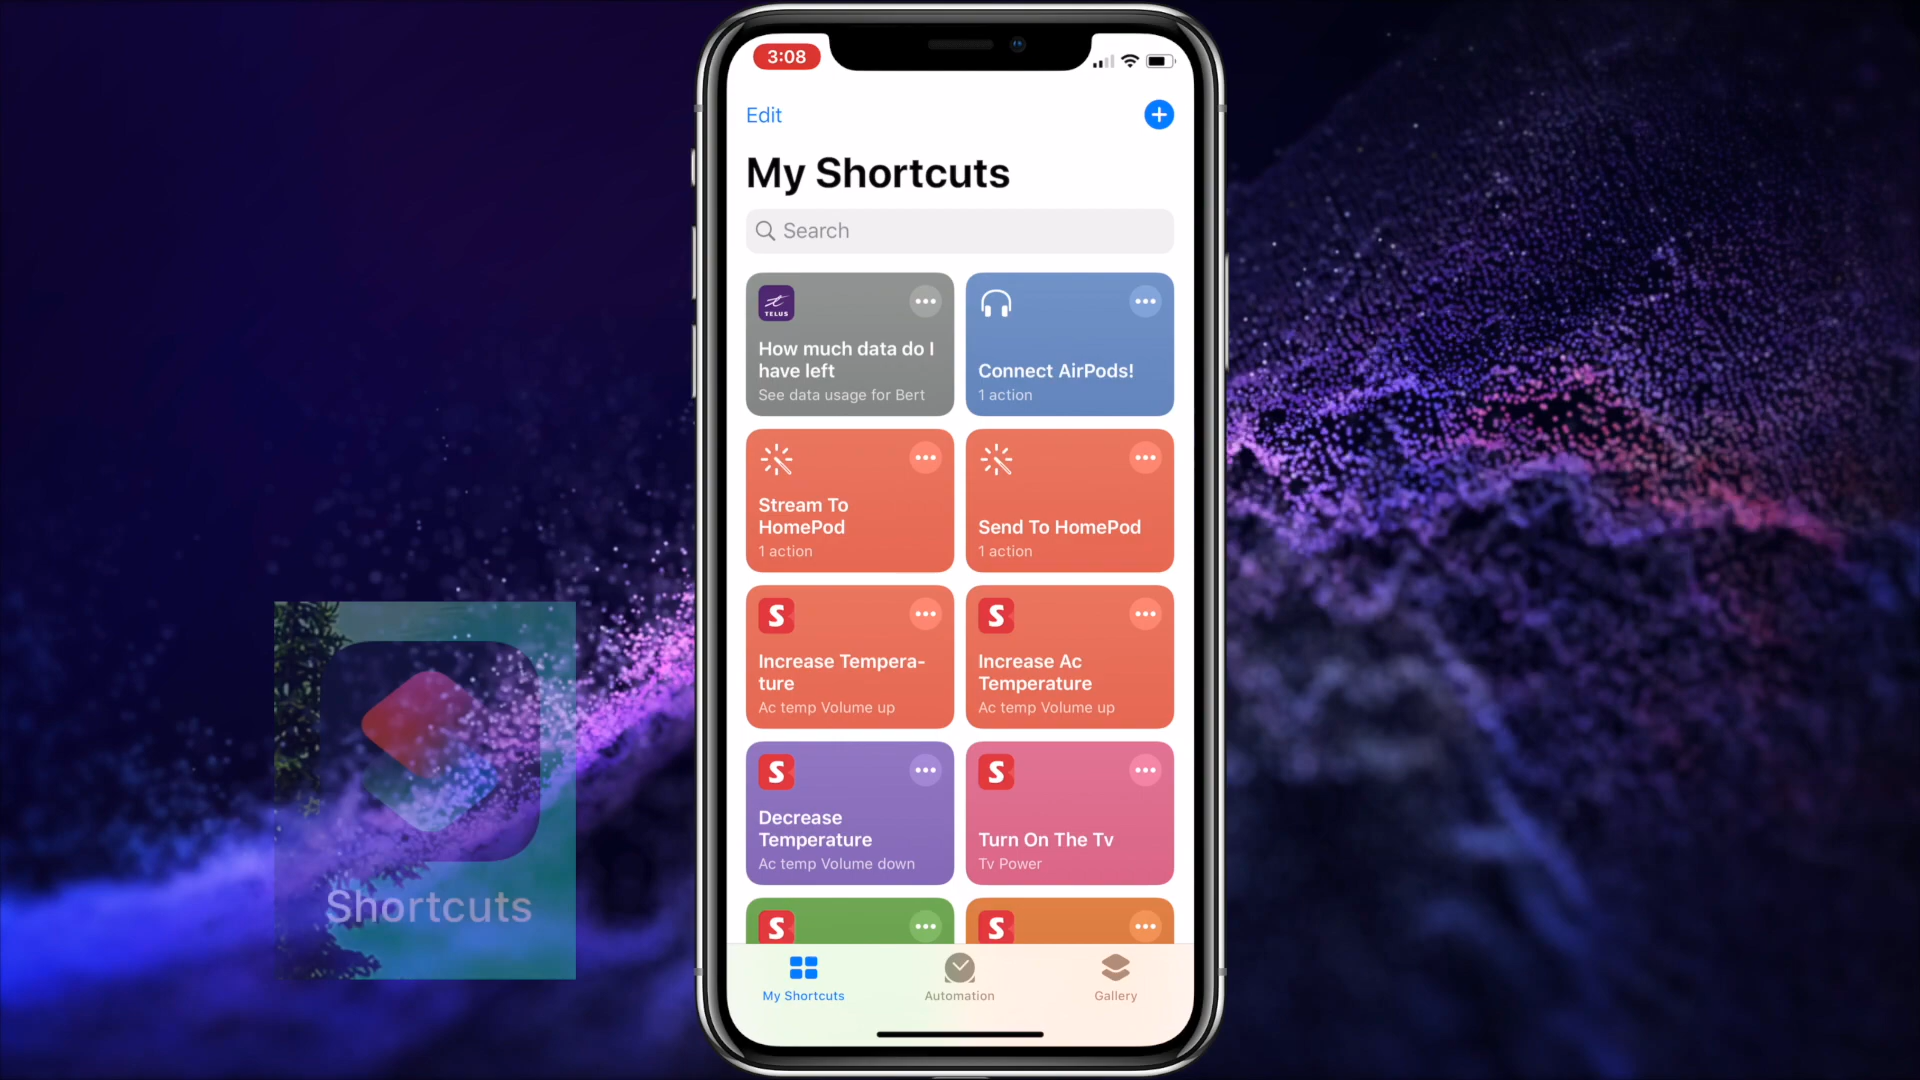 3:08
Edit
My Shortcuts
Search
TELUS
How much data do I
have left
See data usage for Bert
Connect AirPods!
1 action
Stream To
HomePod
1 action
Send To HomePod
1 action
S
Increase Tempera-
ture
Ac temp Volume up
S
Increase Ac
Temperature
Ac temp Volume up
S
Decrease
Temperature
Ac temp Volume down
S
Turn On The Tv
Tv Power
S
S
Shortcuts
My Shortcuts
Automation
Gallery